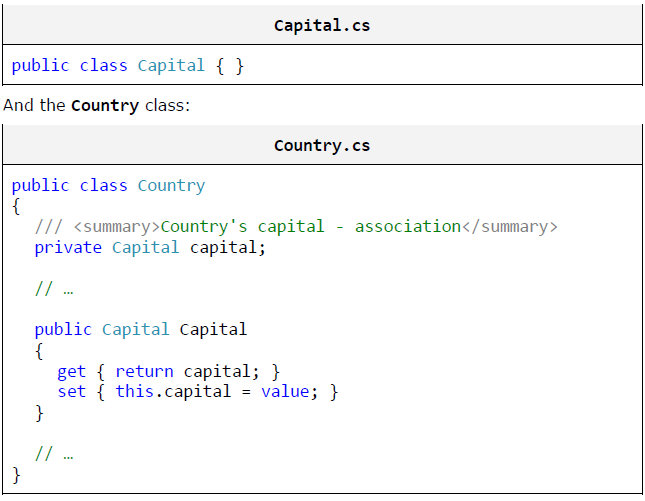 Capital.cs
public class Capital { }
And the Country class:
Country.cs
public class Country
{
/// <summary>Country's capital - association</summary>
private Capital capital;
// …
public Capital Capital
{
get { return capital; }
set { this.capital = value; }
}
// …
}